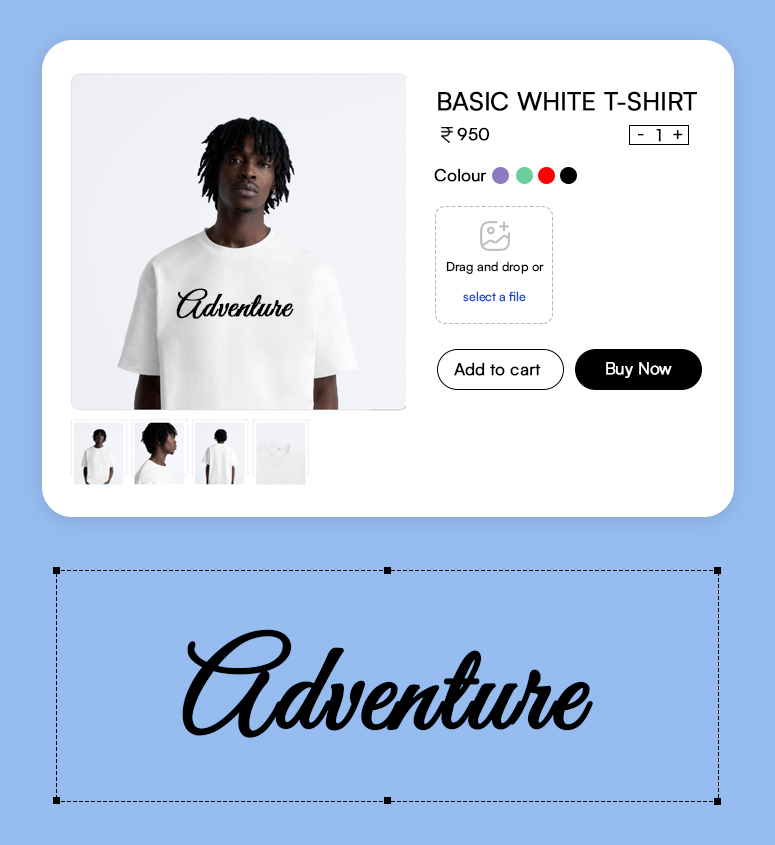 BASIC WHITE T-SHIRT
₹ 950
- 1 +
Colour
Adventure
Drag and drop or
select a file
Add to cart
Buy Now
Adventure